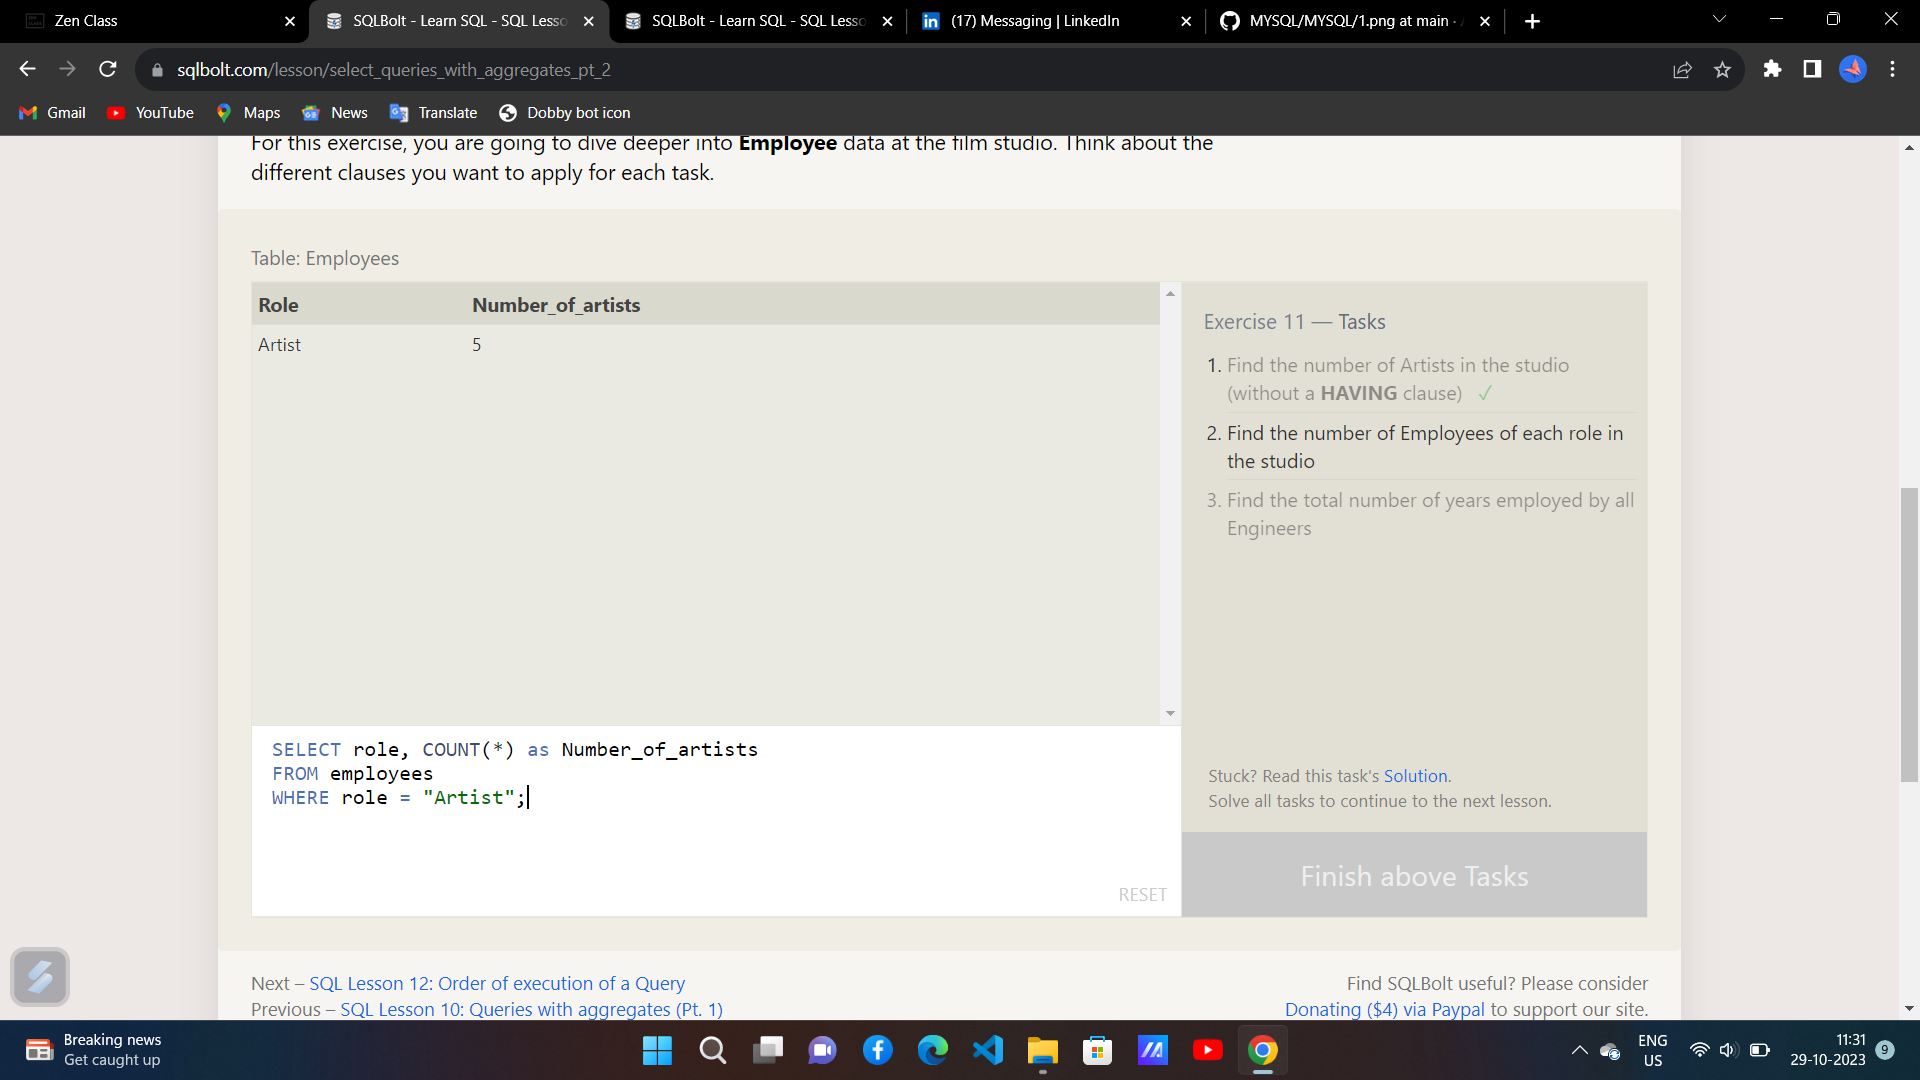 Zen Class
SQLBolt - Learn SQL - SQL Lesso
SQLBolt - Learn SQL - SQL Lesso
(17) Messaging | LinkedIn
MYSQL/MYSQL/1.png at main ·
sqlbolt.com/lesson/select_queries_with_aggregates_pt_2
Gmail
YouTube
Maps
News
Translate
Dobby bot icon
For this exercise, you are going to dive deeper into Employee data at the film studio. Think about the
different clauses you want to apply for each task.
Table: Employees
Role Number_of_artists
Artist 5
Exercise 11 — Tasks
1. Find the number of Artists in the studio
(without a HAVING clause) ✓
2. Find the number of Employees of each role in
the studio
3. Find the total number of years employed by all
Engineers
SELECT role, COUNT(*) as Number_of_artists
FROM employees
WHERE role = "Artist";
RESET
Stuck? Read this task's Solution.
Solve all tasks to continue to the next lesson.
Finish above Tasks
Next – SQL Lesson 12: Order of execution of a Query
Previous – SQL Lesson 10: Queries with aggregates (Pt. 1)
Find SQLBolt useful? Please consider
Donating ($4) via Paypal to support our site.
Breaking news
Get caught up
ENG
US
11:31
29-10-2023
9